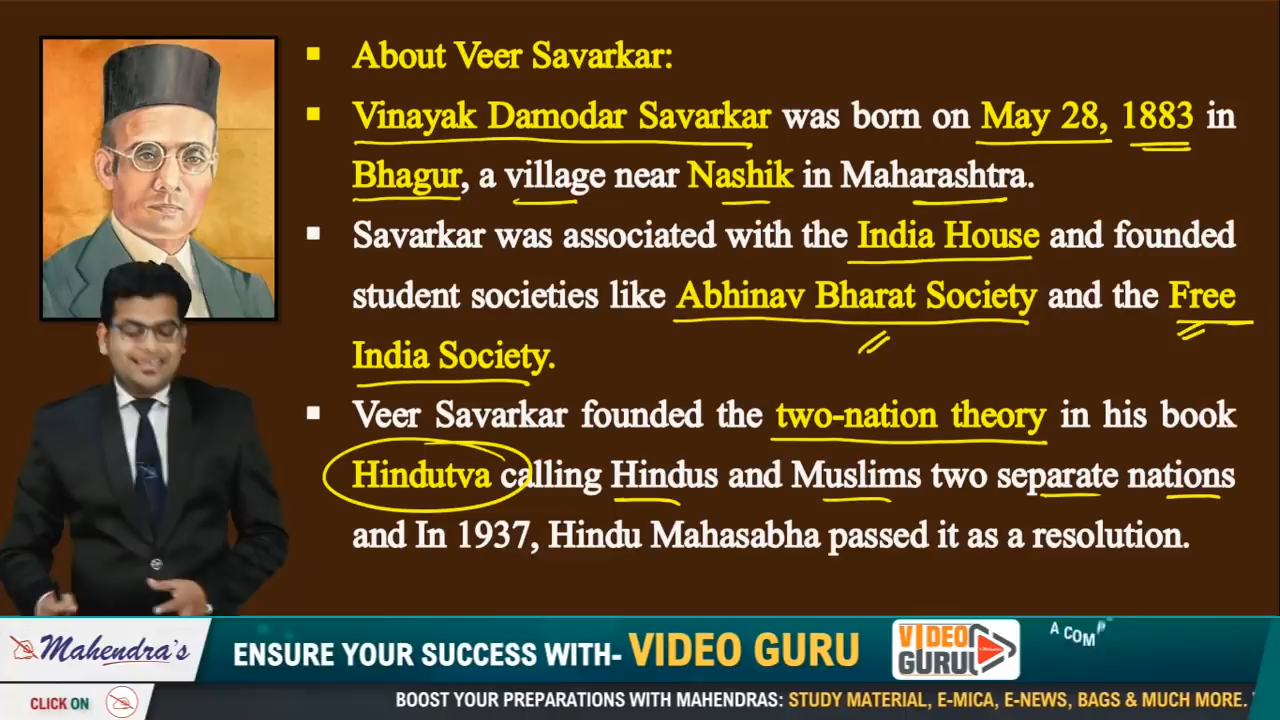 About Veer Savarkar:
Vinayak Damodar Savarkar was born on May 28, 1883 in
Bhagur, a village near Nashik in Maharashtra.
Savarkar was associated with the India House and founded
student societies like Abhinav Bharat Society and the Free
India Society.
Veer Savarkar founded the two-nation theory in his book
Hindutva calling Hindus and Muslims two separate nations
and In 1937, Hindu Mahasabha passed it as a resolution.
Mahendra's
ENSURE YOUR SUCCESS WITH- VIDEO GURU
VIDEO
GURU
A COMP
CLICK ON
BOOST YOUR PREPARATIONS WITH MAHENDRAS: STUDY MATERIAL, E-MICA, E-NEWS, BAGS & MUCH MORE.